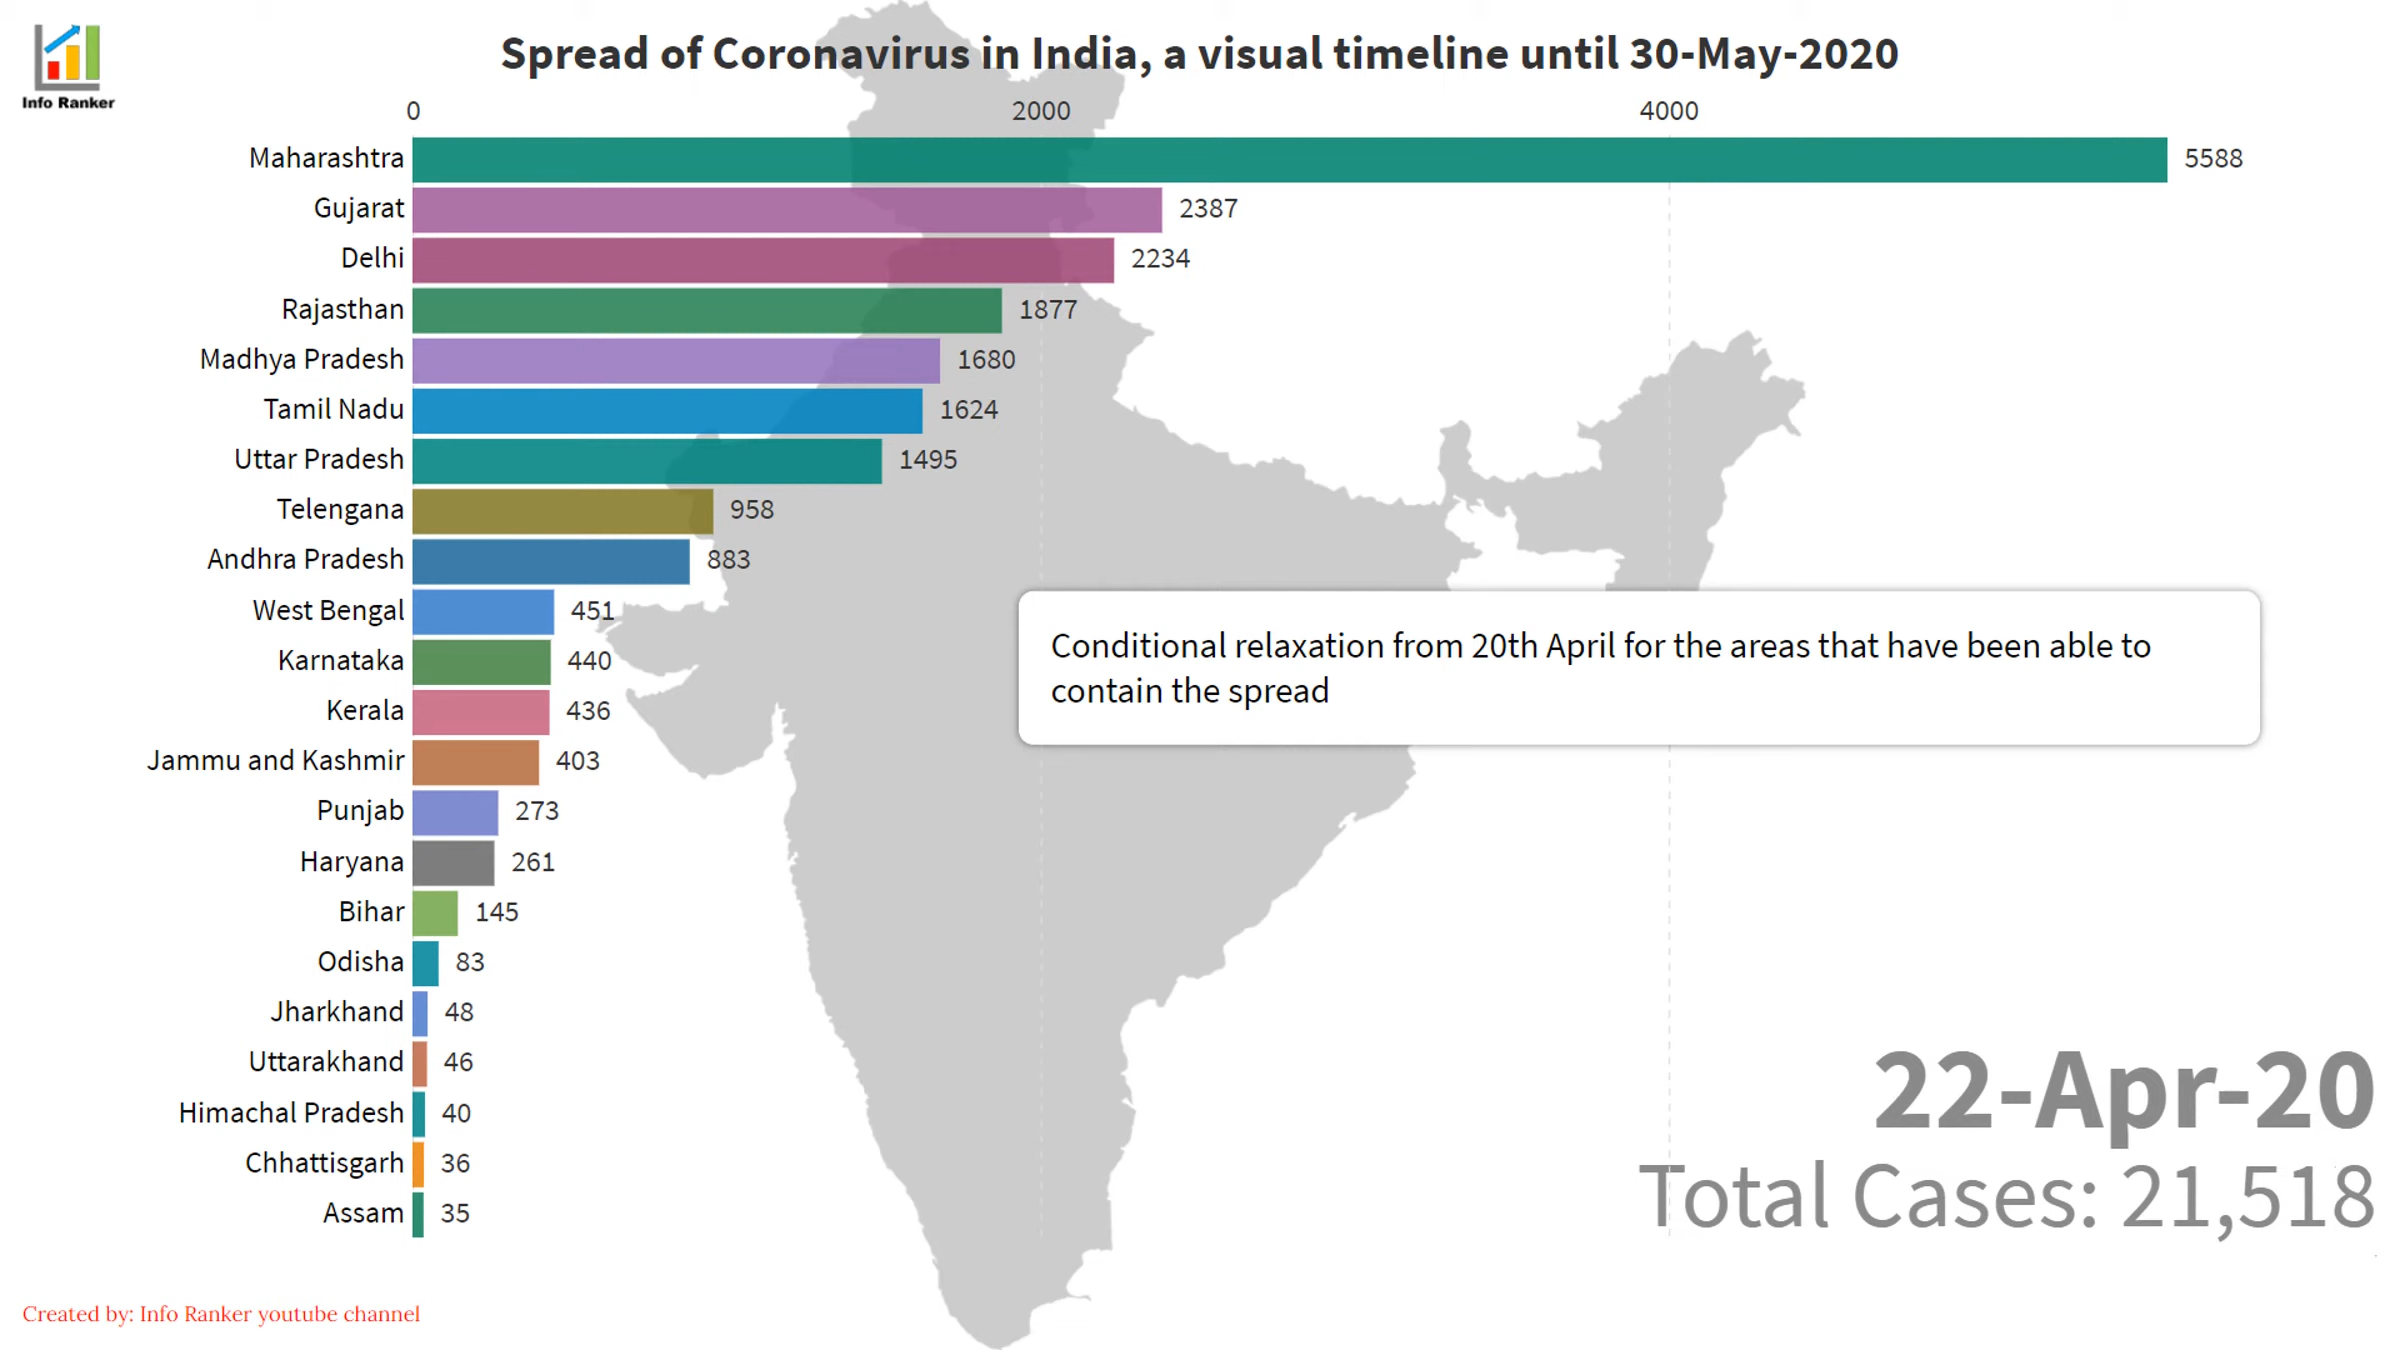 Info Ranker
Spread of Coronavirus in India, a visual timeline until 30-May-2020
0 2000 4000
Maharashtra 5588
Gujarat 2387
Delhi 2234
Rajasthan 1877
Madhya Pradesh 1680
Tamil Nadu 1624
Uttar Pradesh 1495
Telengana 958
Andhra Pradesh 883
West Bengal 451
Karnataka 440
Kerala 436
Jammu and Kashmir 403
Punjab 273
Haryana 261
Bihar 145
Odisha 83
Jharkhand 48
Uttarakhand 46
Himachal Pradesh 40
Chhattisgarh 36
Assam 35
Conditional relaxation from 20th April for the areas that have been able to
contain the spread
22-Apr-20
Total Cases: 21,518
Created by: Info Ranker youtube channel